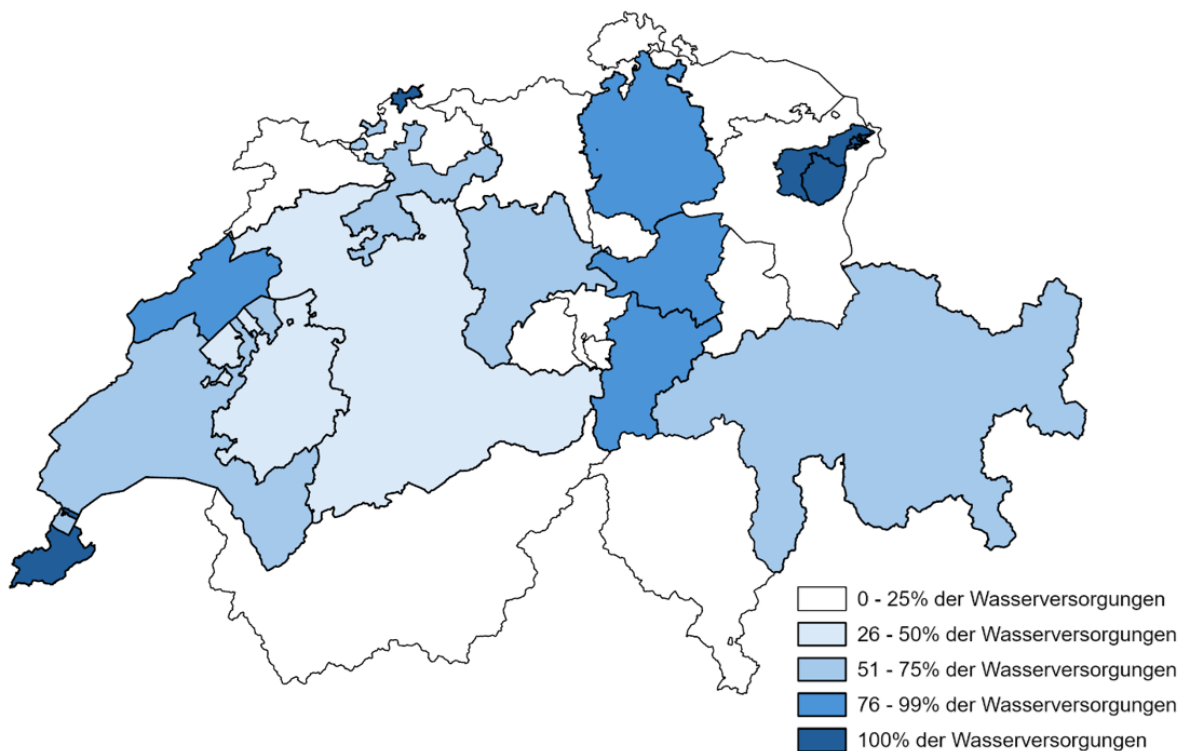 0 - 25% der Wasserversorgungen
26 - 50% der Wasserversorgungen
51 - 75% der Wasserversorgungen
76 - 99% der Wasserversorgungen
100% der Wasserversorgungen